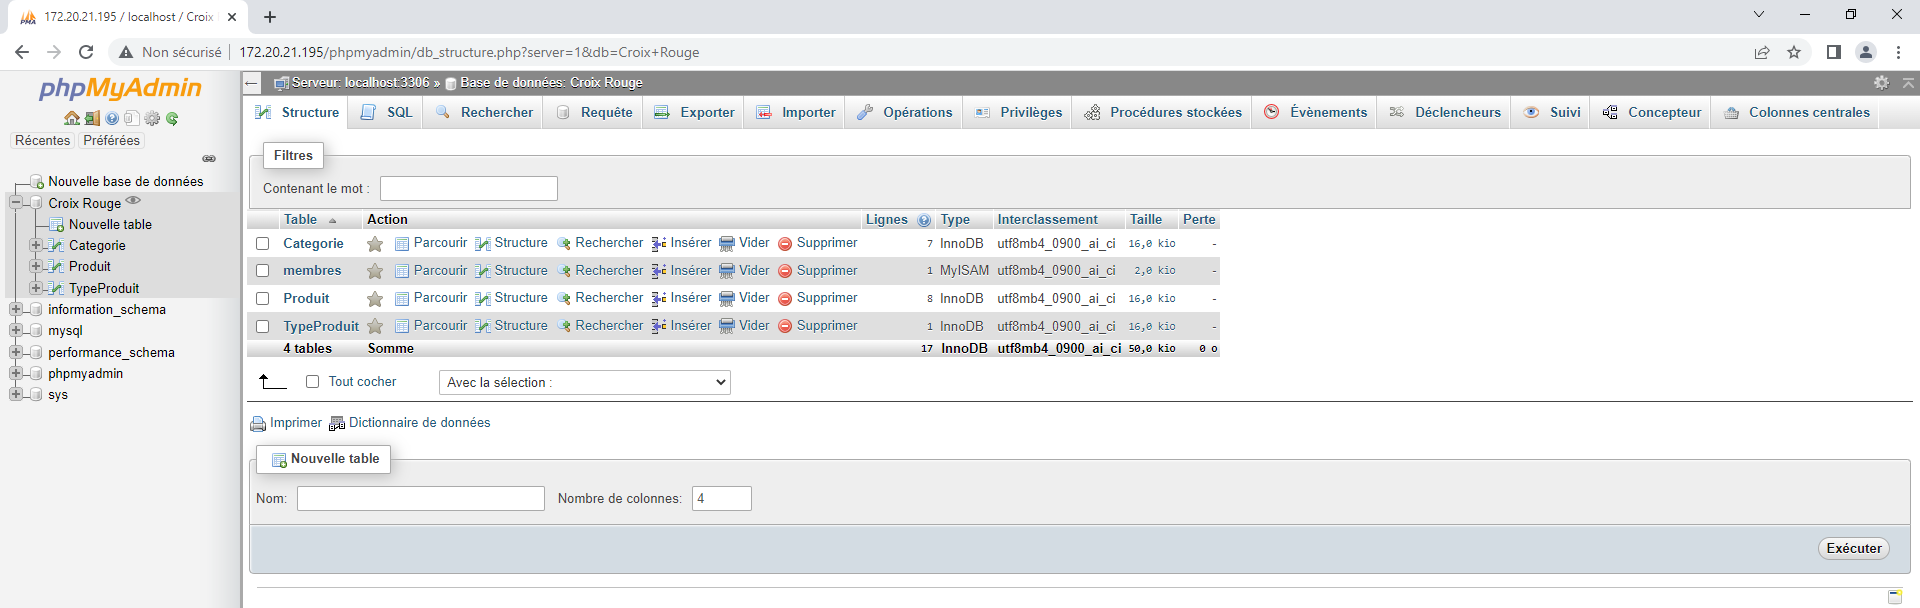 172.20.21.195 / localhost / Croix
Non sécurisé 172.20.21.195/phpmyadmin/db_structure.php?server=1&db=Croix+Rouge
phpMyAdmin
Récentes Préférées
Nouvelle base de données
Croix Rouge
Nouvelle table
Categorie
Produit
TypeProduit
information_schema
mysql
performance_schema
phpmyadmin
sys
Serveur: localhost:3306 » Base de données: Croix Rouge
Structure SQL Rechercher Requête Exporter Importer Opérations Privilèges Procédures stockées Évènements Déclencheurs Suivi Concepteur Colonnes centrales
Filtres
Contenant le mot :
Table Action Lignes Type Interclassement Taille Perte
Categorie Parcourir Structure Rechercher Insérer Vider Supprimer 7 InnoDB utf8mb4_0900_ai_ci 16,0 kio -
membres Parcourir Structure Rechercher Insérer Vider Supprimer 1 MyISAM utf8mb4_0900_ai_ci 2,0 kio -
Produit Parcourir Structure Rechercher Insérer Vider Supprimer 8 InnoDB utf8mb4_0900_ai_ci 16,0 kio -
TypeProduit Parcourir Structure Rechercher Insérer Vider Supprimer 1 InnoDB utf8mb4_0900_ai_ci 16,0 kio -
4 tables Somme 17 InnoDB utf8mb4_0900_ai_ci 50,0 kio 0 o
Tout cocher Avec la sélection :
Imprimer Dictionnaire de données
Nouvelle table
Nom: Nombre de colonnes: 4
Exécuter